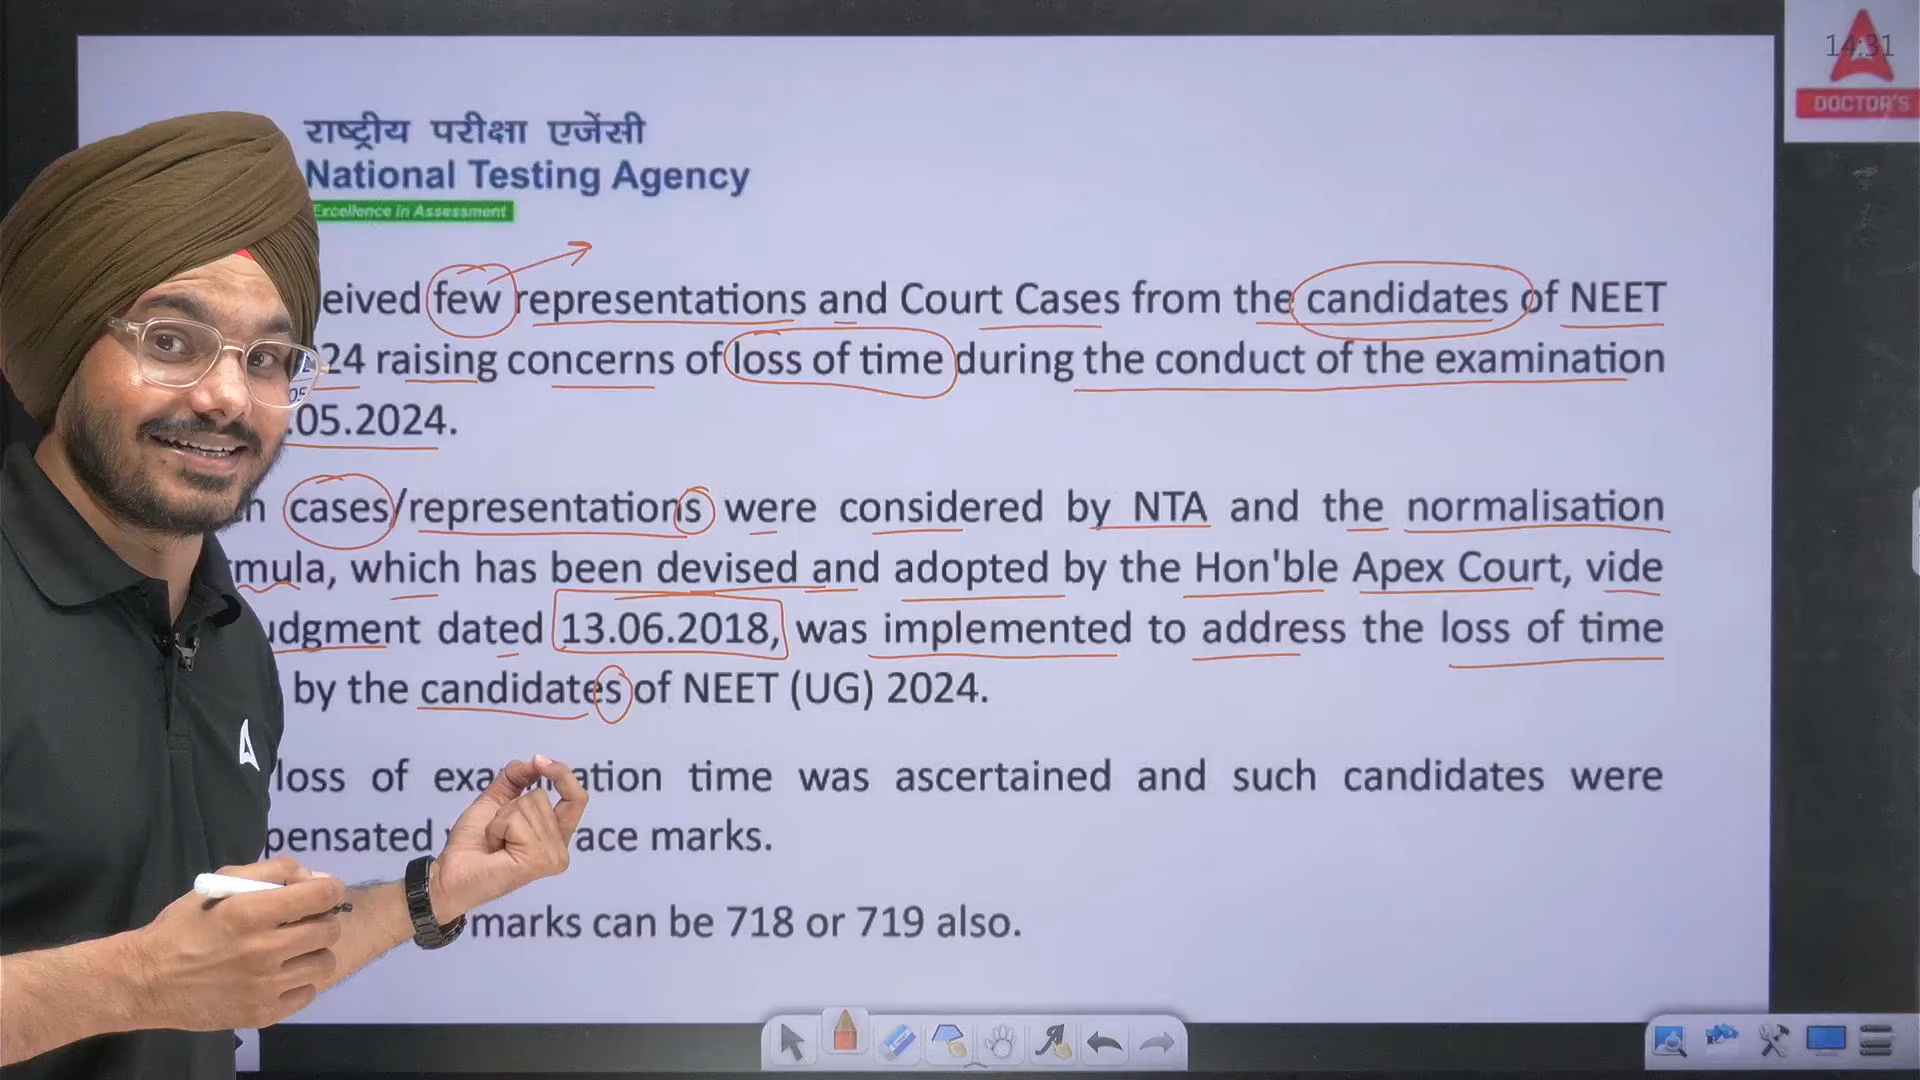 14:31
DOCTOR'S
राष्ट्रीय परीक्षा एजेंसी
National Testing Agency
Excellence in Assessment
eived few representations and Court Cases from the candidates of NEET
24 raising concerns of loss of time during the conduct of the examination
.05.2024.
cases/representations were considered by NTA and the normalisation
mula, which has been devised and adopted by the Hon'ble Apex Court, vide
udgment dated 13.06.2018, was implemented to address the loss of time
by the candidates of NEET (UG) 2024.
loss of examination time was ascertained and such candidates were
pensated ace marks.
marks can be 718 or 719 also.